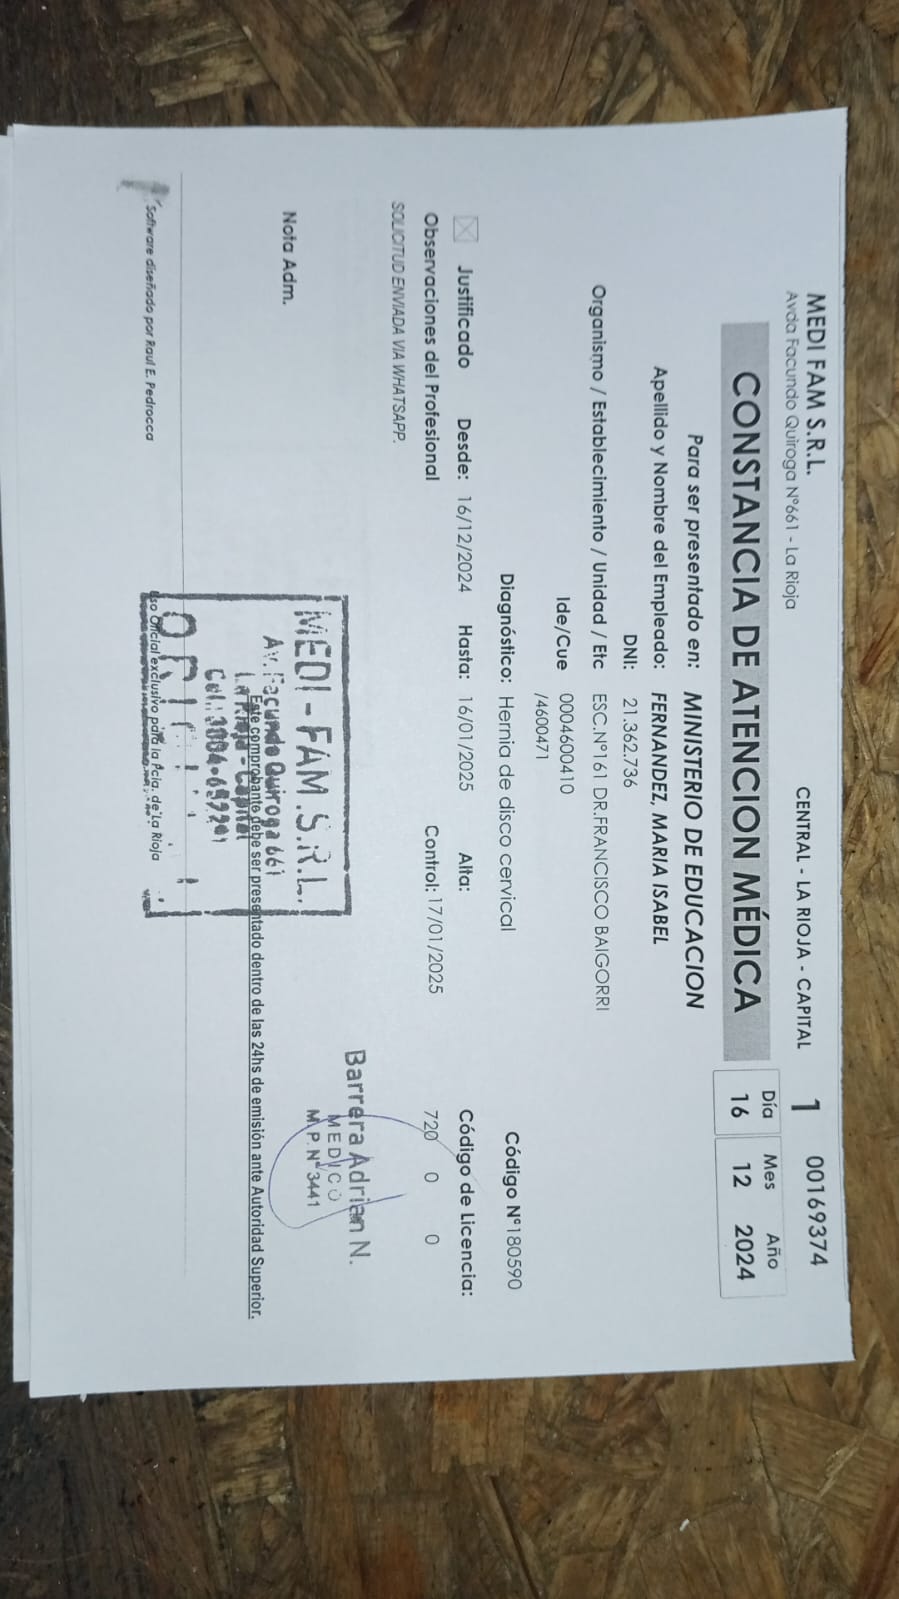 MEDI FAM S.R.L.
Avda Facundo Quiroga N°661 - La Rioja
CENTRAL - LA RIOJA - CAPITAL
1 00169374
CONSTANCIA DE ATENCION MÉDICA
Día Mes Año
16 12 2024
Para ser presentado en: MINISTERIO DE EDUCACION
Apellido y Nombre del Empleado: FERNANDEZ, MARIA ISABEL
DNI: 21.362.736
Organismo / Establecimiento / Unidad / Etc ESC.N°161 DR.FRANCISCO BAIGORRI
Ide/Cue 0004600410
/4600471
Diagnóstico: Hernia de disco cervical
Código N°180590
Justificado Desde: 16/12/2024 Hasta: 16/01/2025 Alta:
Código de Licencia:
Observaciones del Profesional
Control: 17/01/2025
720 0 0
SOLICITUD ENVIADA VIA WHATSAPP.
Barrera Adrian N.
MEDICO
M.P. N° 3441
Nota Adm.
MEDI-FAM.S.R.L.
Av. Facundo Quiroga 661
La Rioja - Capital
Este comprobante debe ser presentado dentro de las 24hs de emisión ante Autoridad Superior.
Software diseñado por Raul E. Pedrocca
Uso Oficial exclusivo para la Pcia. de La Rioja